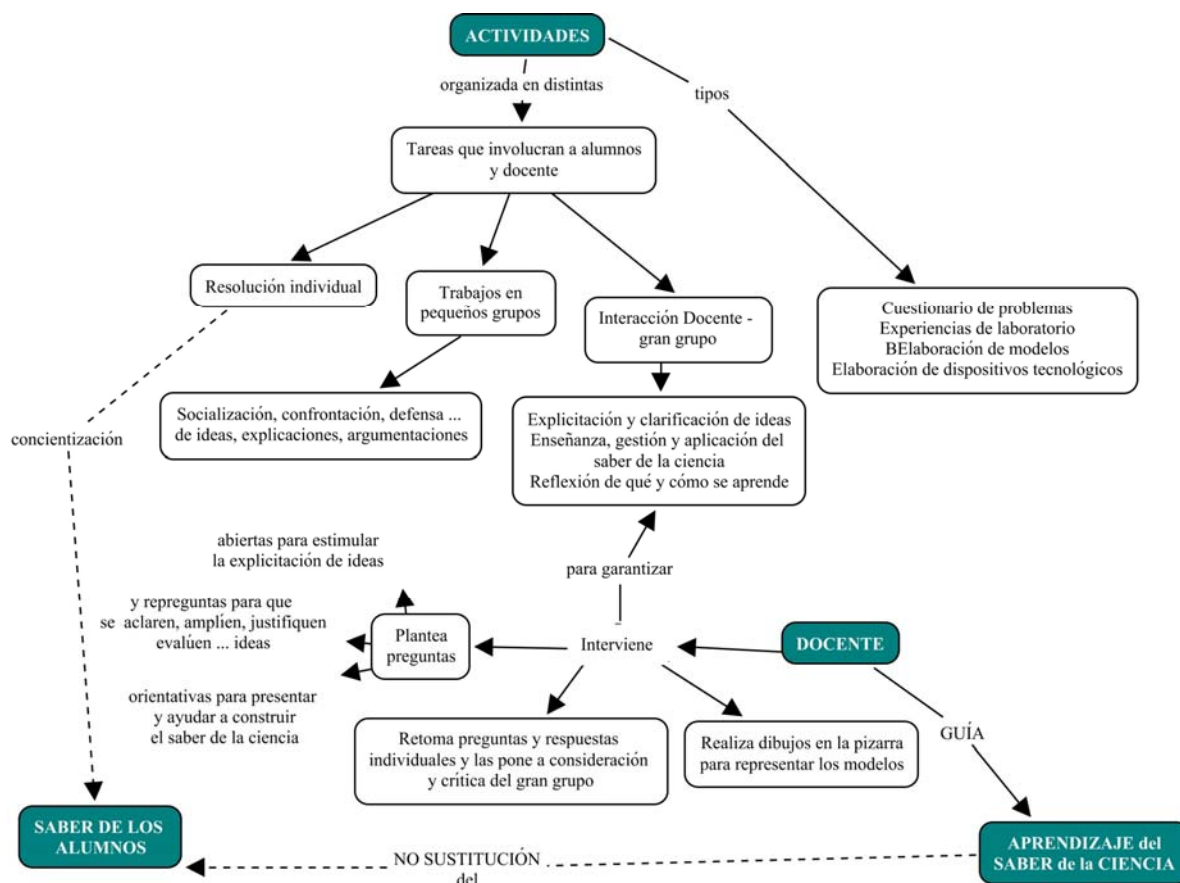 ACTIVIDADES
organizada en distintas
tipos
Tareas que involucran a alumnos
y docente
Resolución individual
Trabajos en
pequeños grupos
Interacción Docente -
gran grupo
Cuestionario de problemas
Experiencias de laboratorio
BElaboración de modelos
Elaboración de dispositivos tecnológicos
Socialización, confrontación, defensa ...
de ideas, explicaciones, argumentaciones
concientización
Explicitación y clarificación de ideas
Enseñanza, gestión y aplicación del
saber de la ciencia
Reflexión de qué y cómo se aprende
abiertas para estimular
la explicitación de ideas
para garantizar
y repreguntas para que
se aclaren, amplíen, justifiquen
evalúen ... ideas
Plantea
preguntas
Interviene
DOCENTE
orientativas para presentar
y ayudar a construir
el saber de la ciencia
Retoma preguntas y respuestas
individuales y las pone a consideración
y crítica del gran grupo
Realiza dibujos en la pizarra
para representar los modelos
GUÍA
SABER DE LOS
ALUMNOS
NO SUSTITUCIÓN
del
APRENDIZAJE del
SABER de la CIENCIA